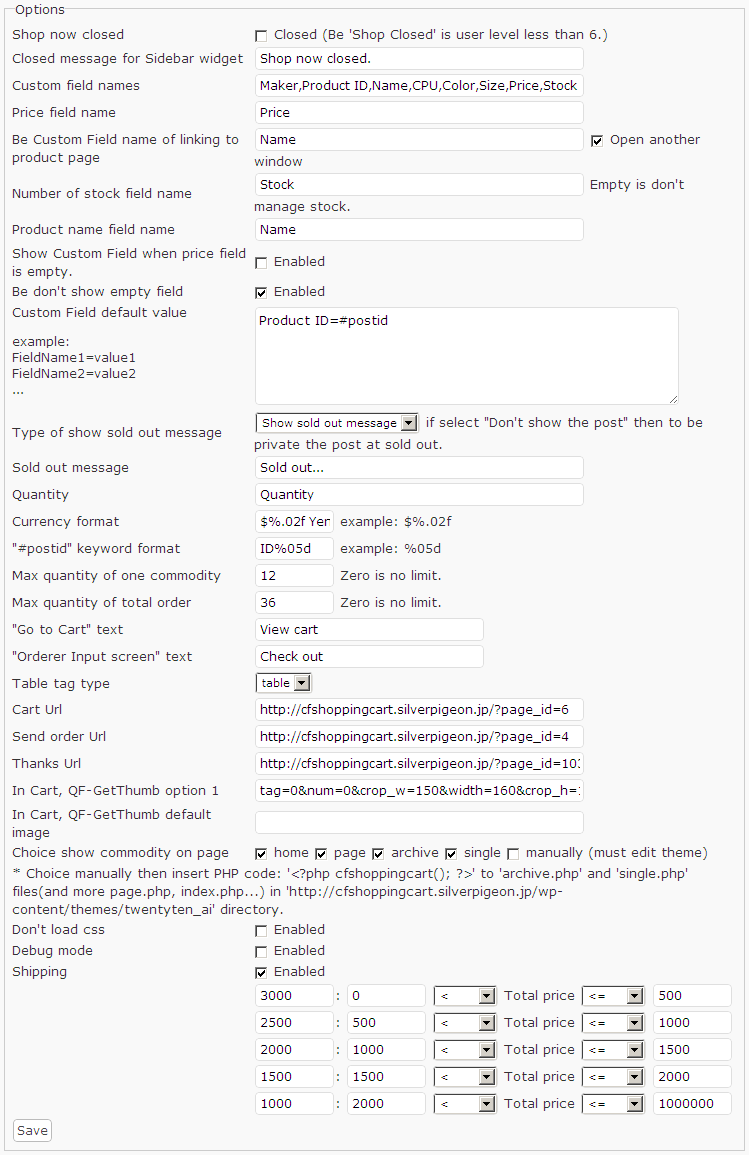 Options
Shop now closed Closed (Be 'Shop Closed' is user level less than 6.)
Closed message for Sidebar widget Shop now closed.
Custom field names Maker,Product ID,Name,CPU,Color,Size,Price,Stock
Price field name Price
Be Custom Field name of linking to product page Name Open another window
Number of stock field name Stock Empty is don't manage stock.
Product name field name Name
Show Custom Field when price field is empty. Enabled
Be don't show empty field Enabled
Custom Field default value Product ID=#postid
example:
FieldName1=value1
FieldName2=value2
...
Type of show sold out message Show sold out message if select "Don't show the post" then to be private the post at sold out.
Sold out message Sold out...
Quantity Quantity
Currency format $%.02f Yen example: $%.02f
"#postid" keyword format ID%05d example: %05d
Max quantity of one commodity 12 Zero is no limit.
Max quantity of total order 36 Zero is no limit.
"Go to Cart" text View cart
"Orderer Input screen" text Check out
Table tag type table
Cart Url http://cfshoppingcart.silverpigeon.jp/?page_id=6
Send order Url http://cfshoppingcart.silverpigeon.jp/?page_id=4
Thanks Url http://cfshoppingcart.silverpigeon.jp/?page_id=103
In Cart, QF-GetThumb option 1 tag=0&num=0&crop_w=150&width=160&crop_h=1
In Cart, QF-GetThumb default image
Choice show commodity on page home page archive single manually (must edit theme)
* Choice manually then insert PHP code: '<?php cfshoppingcart(); ?>' to 'archive.php' and 'single.php'
files(and more page.php, index.php...) in 'http://cfshoppingcart.silverpigeon.jp/wp-
content/themes/twentyten_ai' directory.
Don't load css Enabled
Debug mode Enabled
Shipping Enabled
3000 : 0 < Total price <= 500
2500 : 500 < Total price <= 1000
2000 : 1000 < Total price <= 1500
1500 : 1500 < Total price <= 2000
1000 : 2000 < Total price <= 1000000
Save